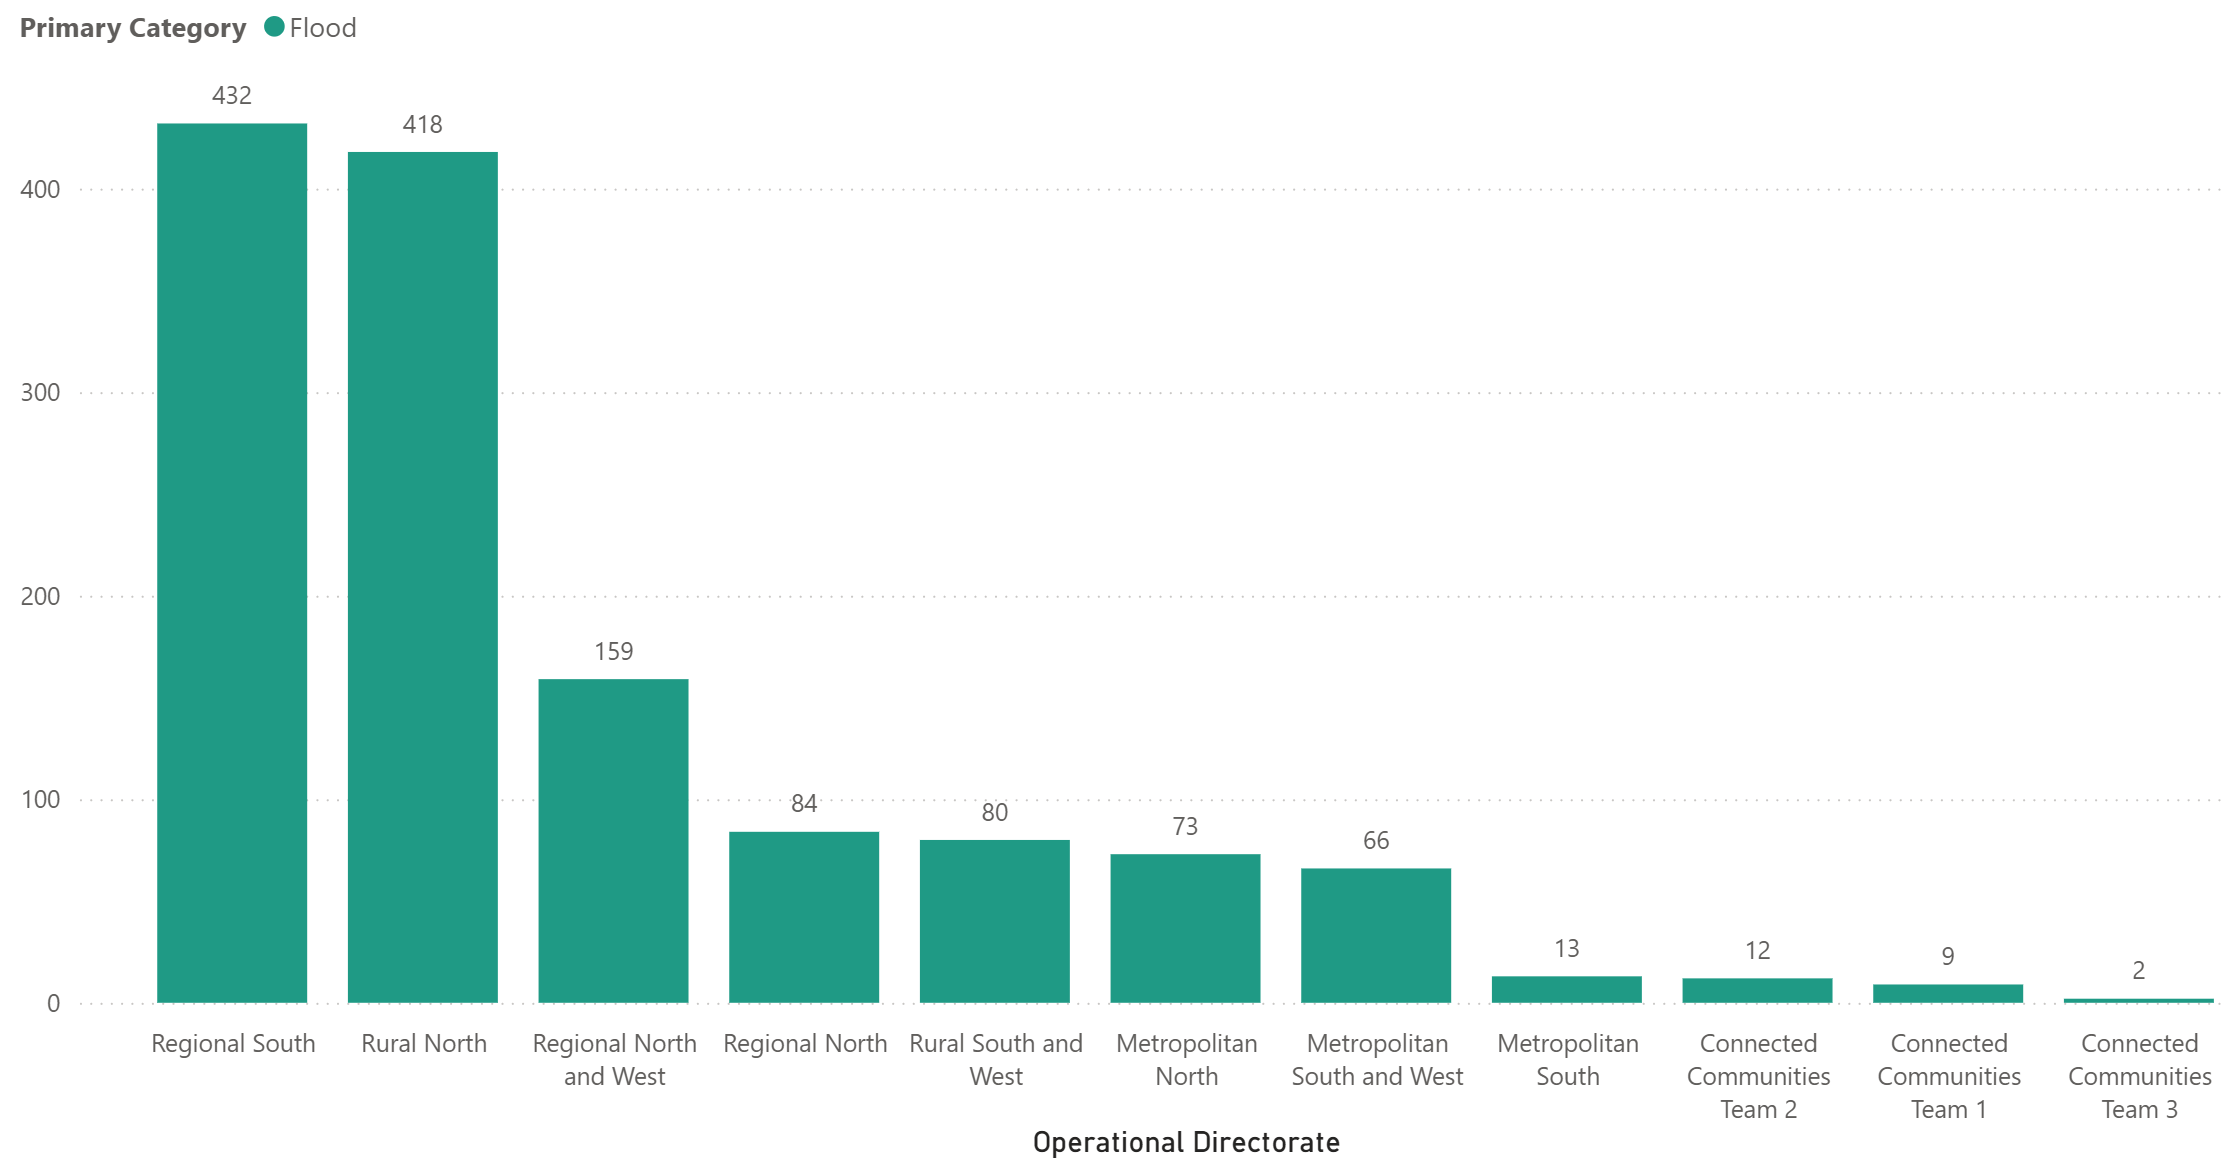 Primary Category Flood
432
418
400
300
200
159
100
84
80
73
66
13
12
9
2
0
Regional South
Rural North
Regional North
and West
Regional North
Rural South and
West
Metropolitan
North
Metropolitan
South and West
Metropolitan
South
Connected
Communities
Team 2
Connected
Communities
Team 1
Connected
Communities
Team 3
Operational Directorate